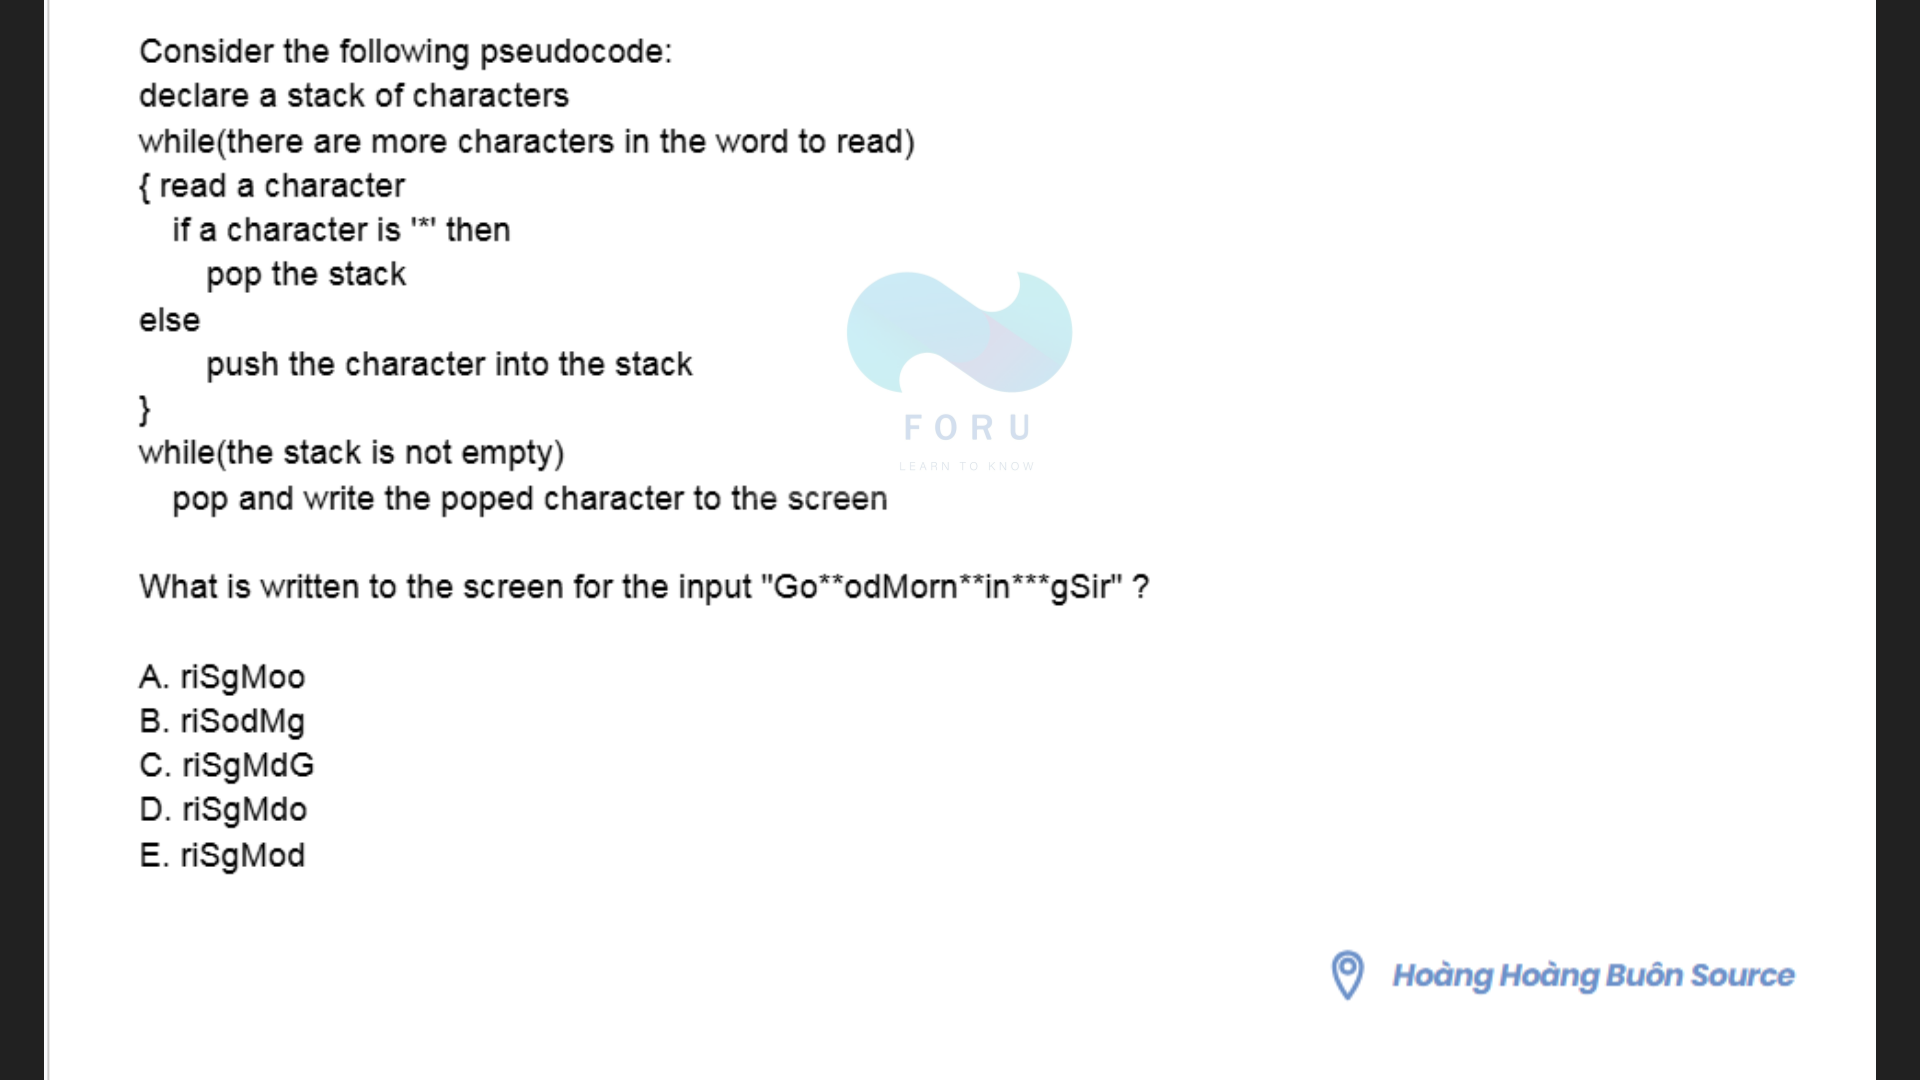 Consider the following pseudocode:
declare a stack of characters
while(there are more characters in the word to read)
{ read a character
if a character is '*' then
pop the stack
else
push the character into the stack
}
while(the stack is not empty)
pop and write the poped character to the screen
FORU
LEARN TO KNOW
What is written to the screen for the input "Go**odMorn**in***gSir" ?
A. riSgMoo
B. riSodMg
C. riSgMdG
D. riSgMdo
E. riSgMod
Hoàng Hoàng Buôn Source